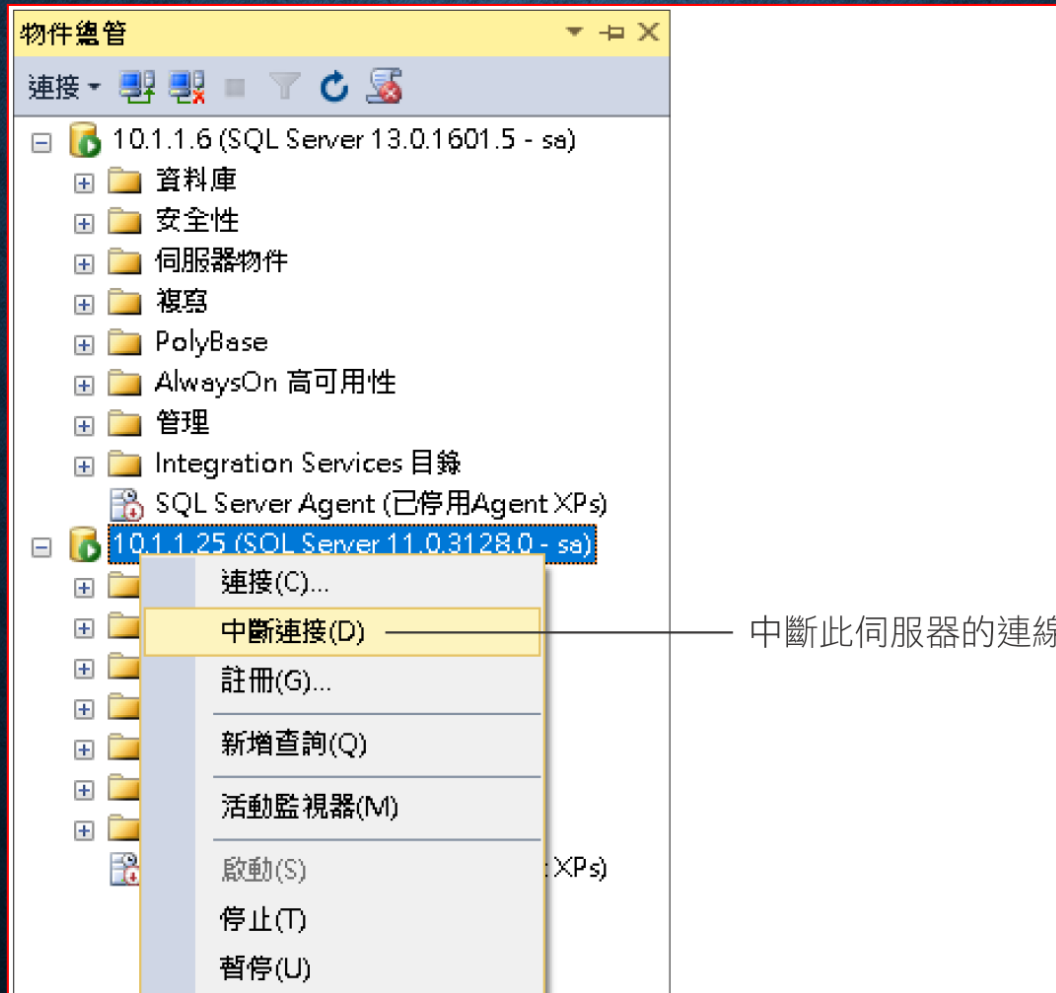 物件總管
連接
10.1.1.6 (SQL Server 13.0.1601.5 - sa)
資料庫
安全性
伺服器物件
複寫
PolyBase
AlwaysOn 高可用性
管理
Integration Services 目錄
SQL Server Agent (已停用Agent XPs)
10.1.1.25 (SQL Server 11.0.3128.0 - sa)
連接(C)...
中斷連接(D)
中斷此伺服器的連線
註冊(G)...
新增查詢(Q)
活動監視器(M)
啟動(S)
XPs)
停止(T)
暫停(U)